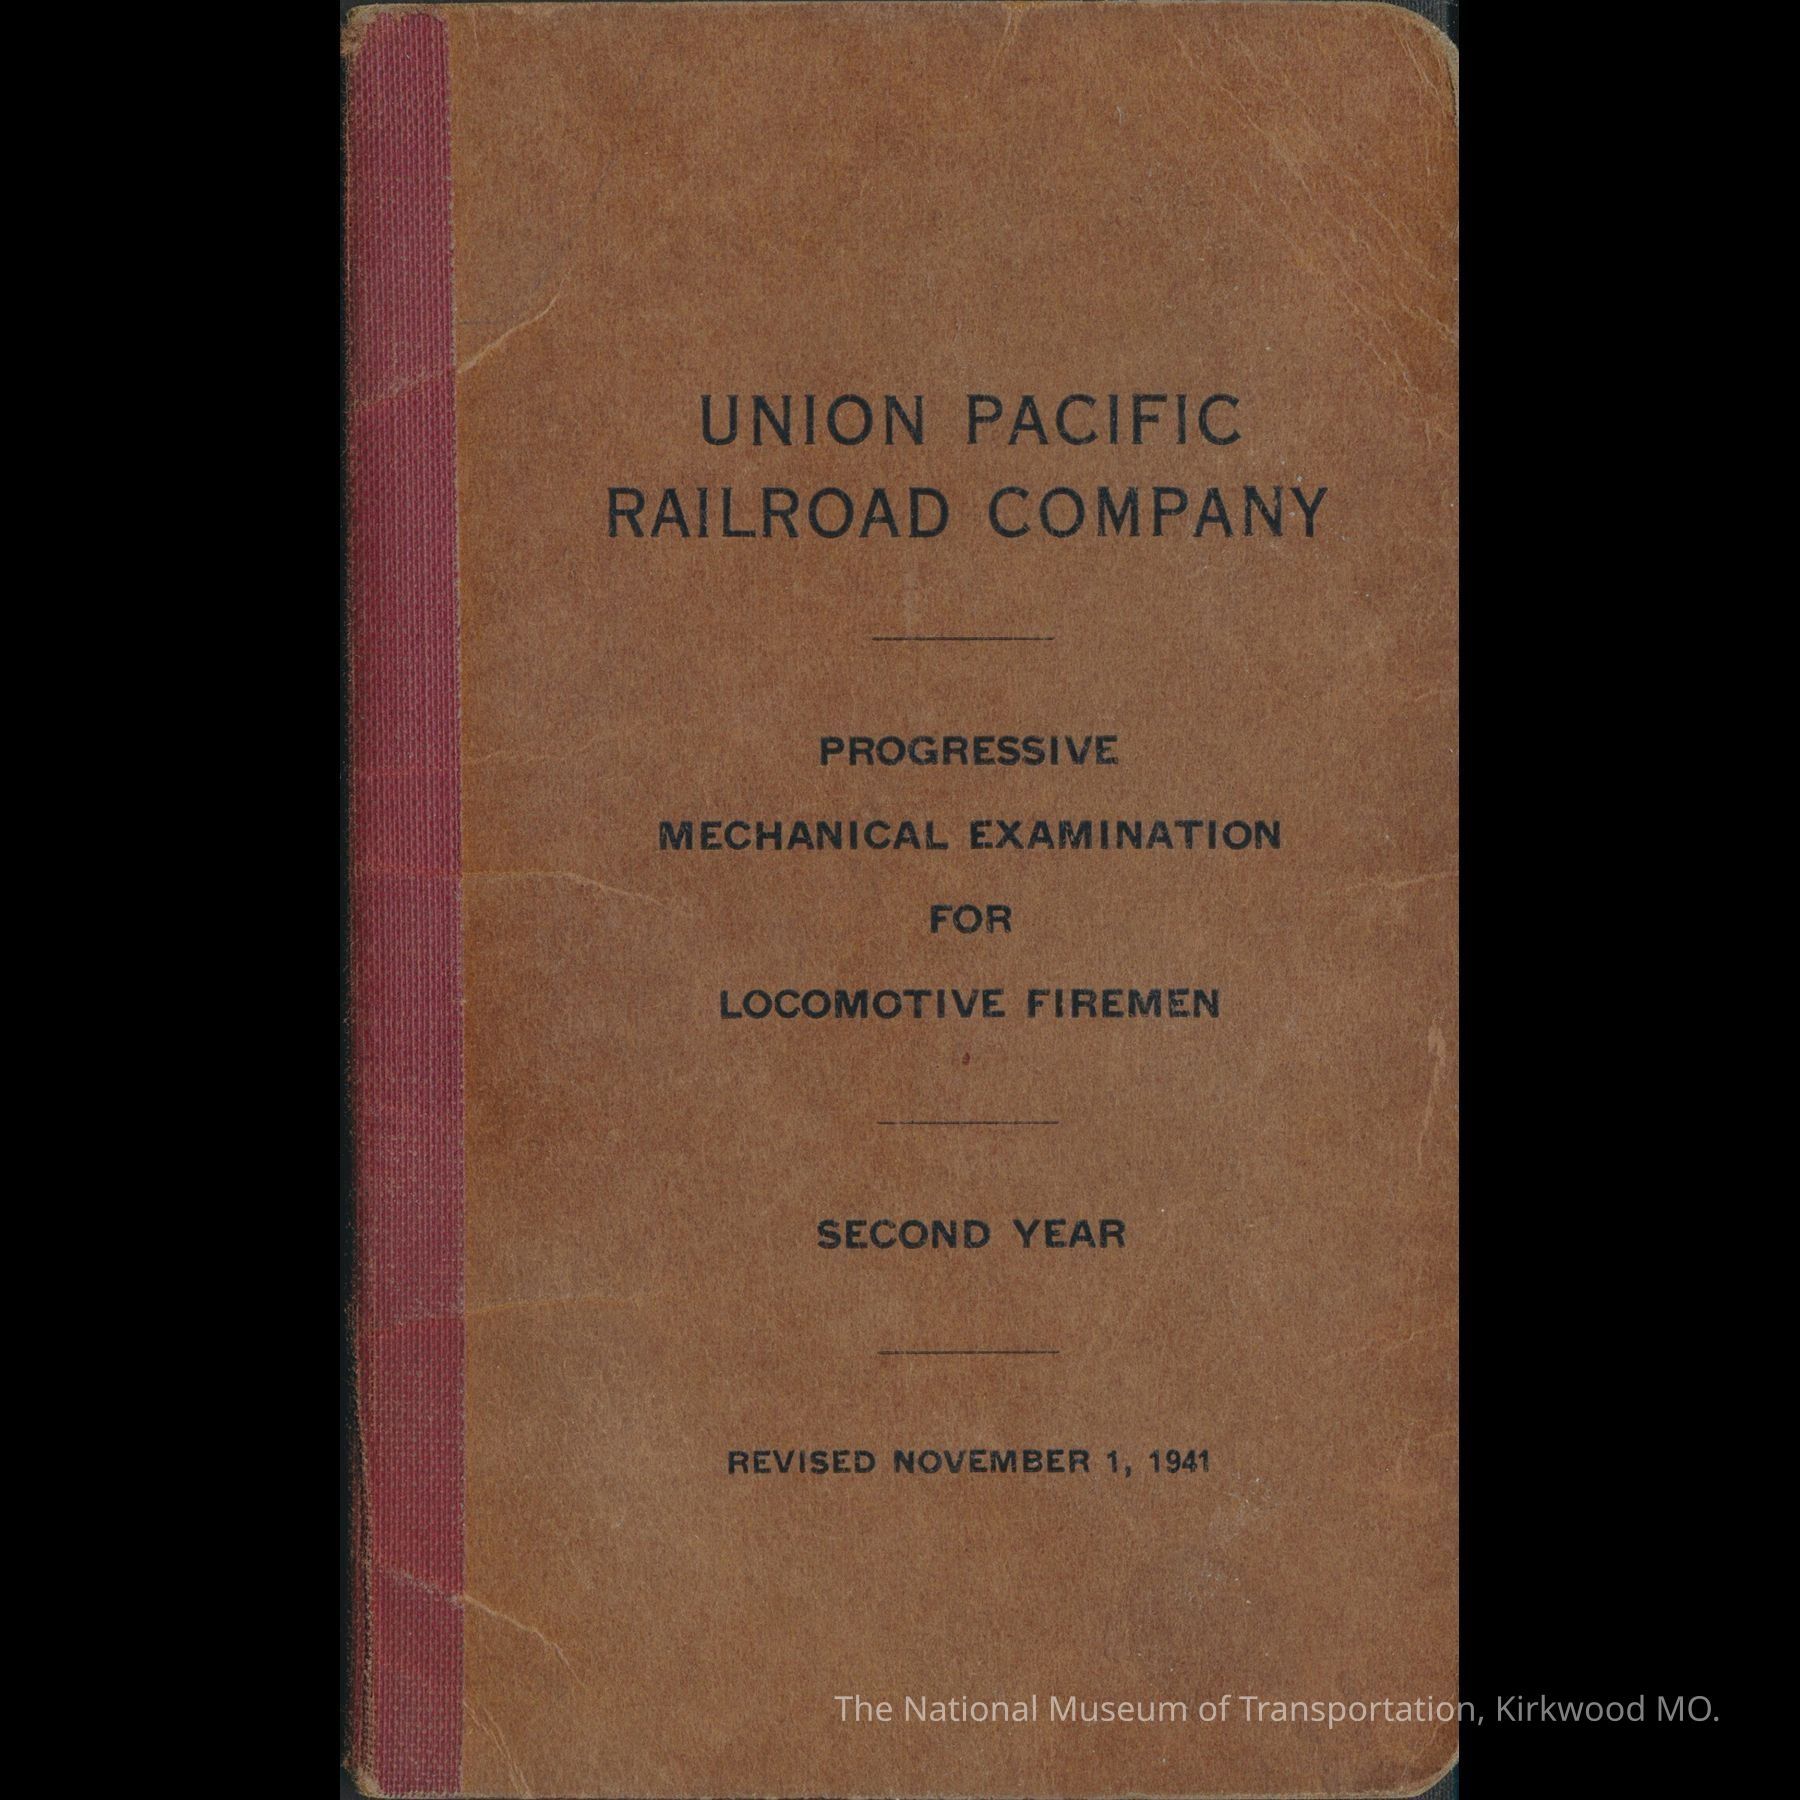 UNION PACIFIC
RAILROAD COMPANY
PROGRESSIVE
MECHANICAL EXAMINATION
FOR
LOCOMOTIVE FIREMEN
SECOND YEAR
REVISED NOVEMBER 1, 1941
The National Museum of Transportation, Kirkwood MO.